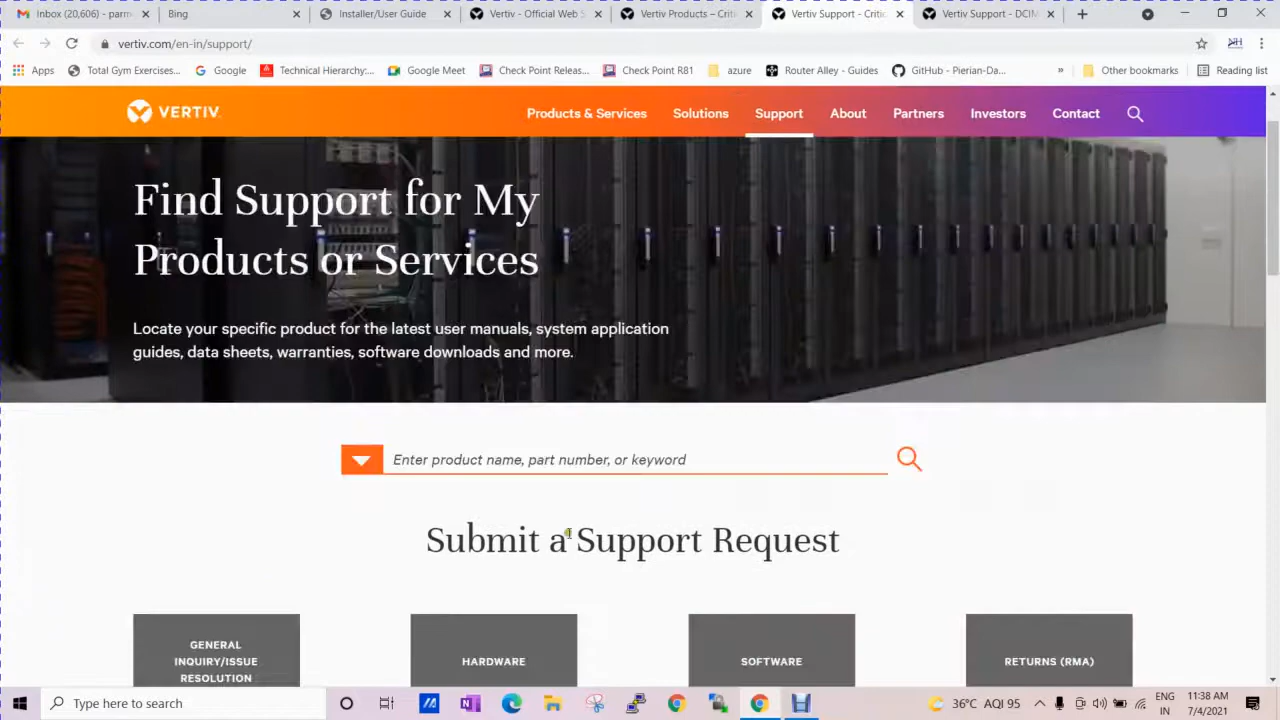 Inbox (20,606) - parm
Bing
Installer/User Guide
Vertiv - Official Web S
Vertiv Products – Criti
Vertiv Support - Critic
Vertiv Support - DCIM
vertiv.com/en-in/support/
Apps
Total Gym Exercises...
Google
Technical Hierarchy:...
Google Meet
Check Point Releas...
Check Point R81
azure
Router Alley - Guides
GitHub - Pierian-Da...
»
Other bookmarks
Reading list
VERTIV
Products & Services
Solutions
Support
About
Partners
Investors
Contact
Find Support for My
Products or Services
Locate your specific product for the latest user manuals, system application
guides, data sheets, warranties, software downloads and more.
Enter product name, part number, or keyword
Submit a Support Request
GENERAL
INQUIRY/ISSUE
RESOLUTION
HARDWARE
SOFTWARE
RETURNS (RMA)
Type here to search
36°C AQI 95
ENG
IN
11:38 AM
7/4/2021